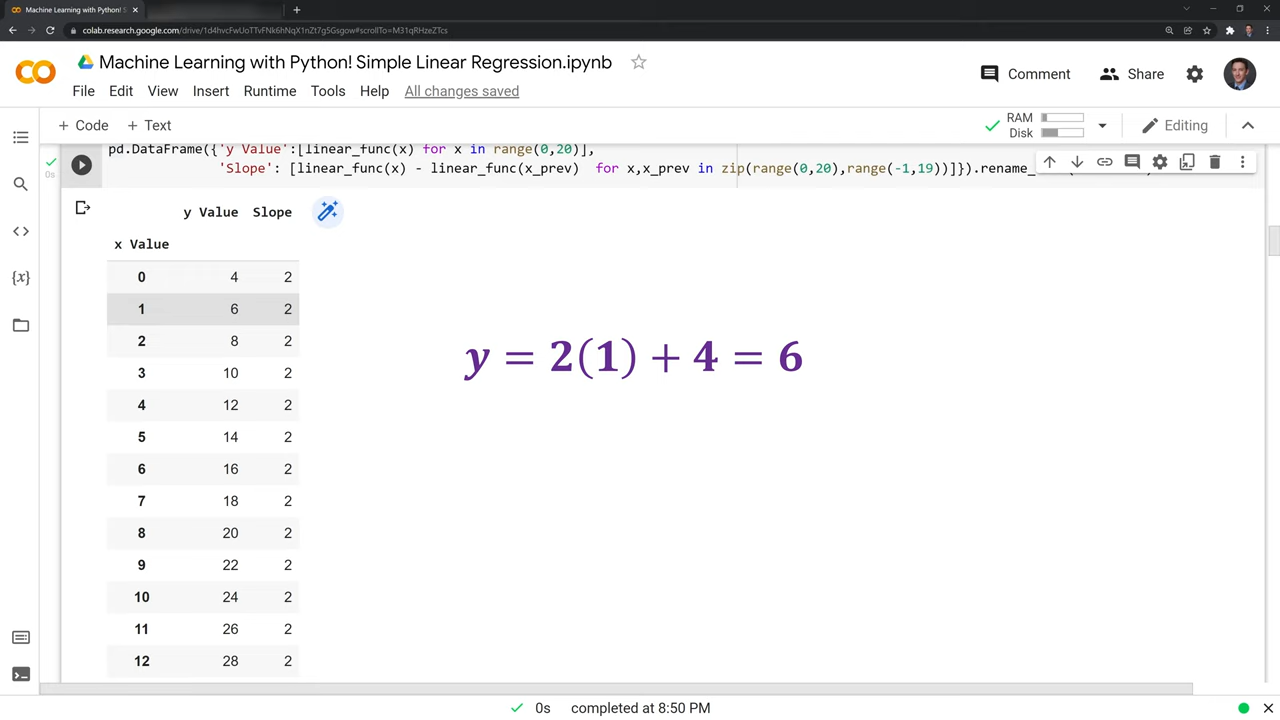 Machine Learning with Python! S
colab.research.google.com/drive/1d4hvcFwUoTTvFNk6hNqX1nZt7g5Gsgow#scrollTo=M31qRHzeZTcs
Machine Learning with Python! Simple Linear Regression.ipynb
Comment Share
File Edit View Insert Runtime Tools Help All changes saved
+ Code + Text
RAM
Disk
Editing
pd.DataFrame({'y Value':[linear_func(x) for x in range(0,20)],
'Slope': [linear_func(x) - linear_func(x_prev) for x,x_prev in zip(range(0,20),range(-1,19))]}).rename_
0s
y Value Slope
x Value
0 4 2
1 6 2
2 8 2
3 10 2
4 12 2
5 14 2
6 16 2
7 18 2
8 20 2
9 22 2
10 24 2
11 26 2
12 28 2
y = 2(1) + 4 = 6
0s completed at 8:50 PM